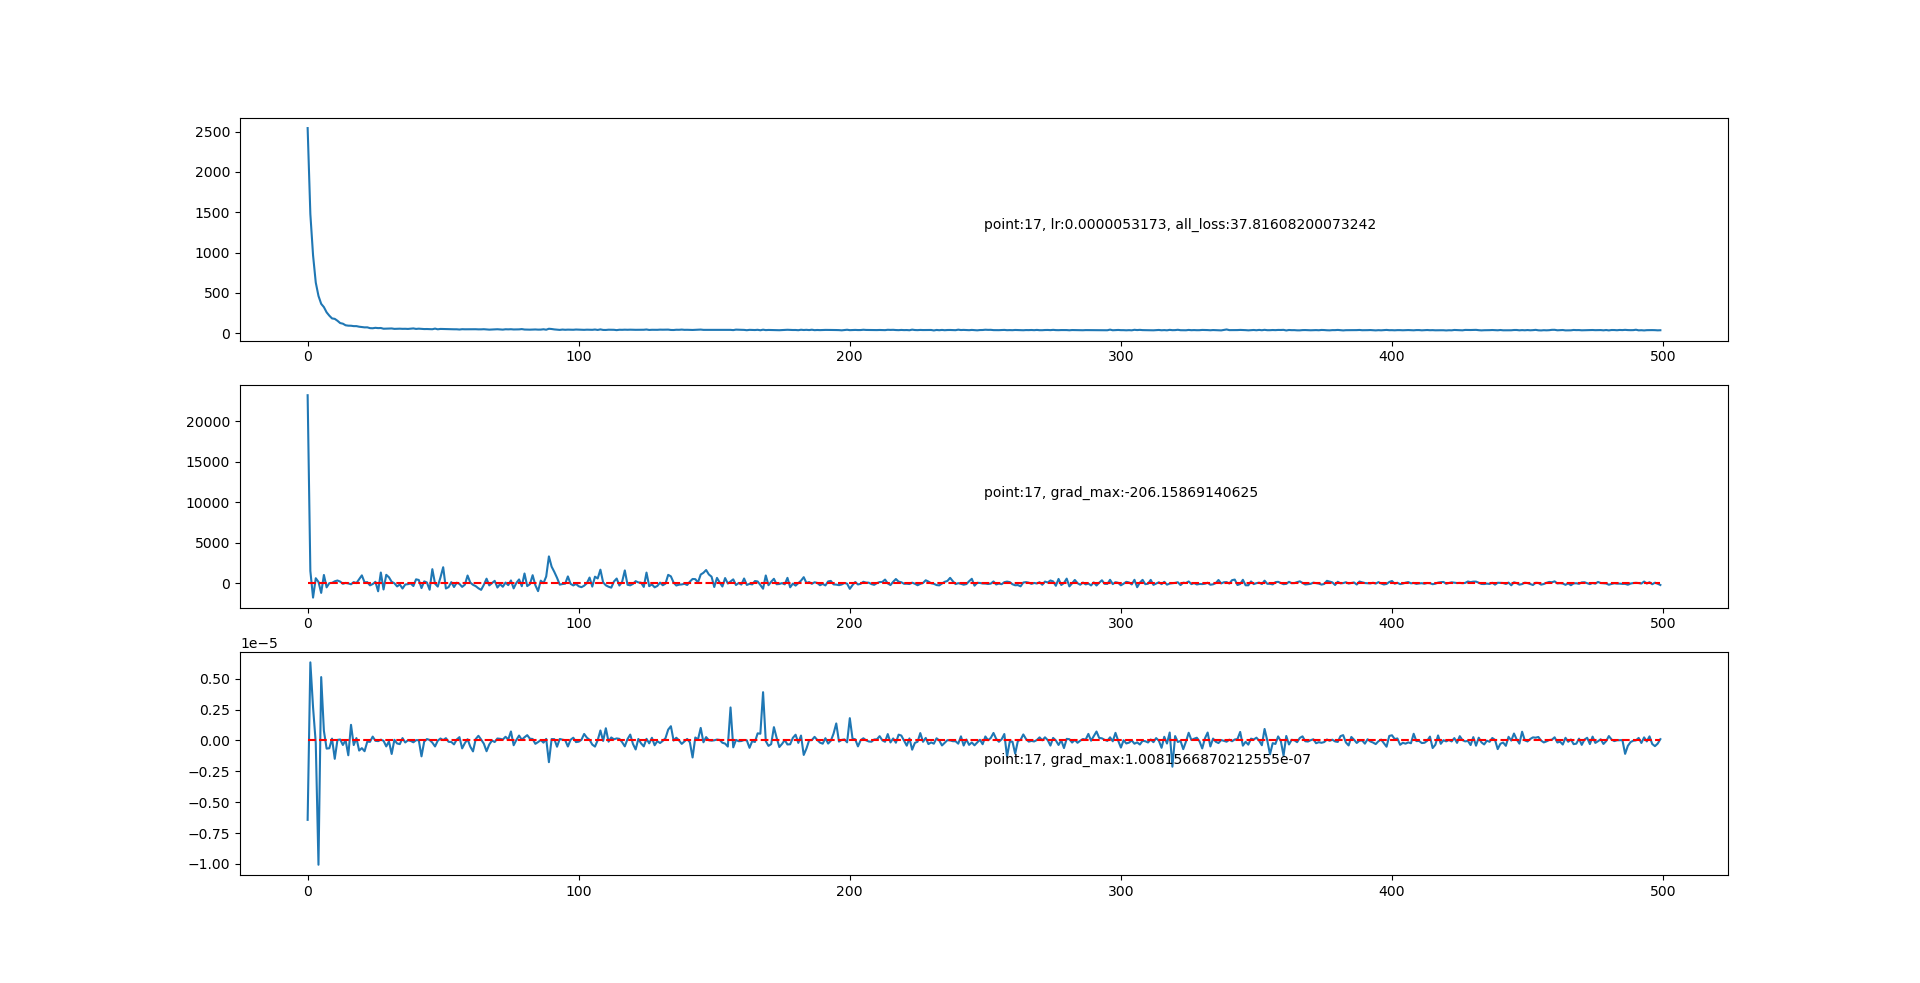 2500
2000
1500
1000
500
0
point:17, lr:0.0000053173, all_loss:37.81608200073242
0 100 200 300 400 500
20000
15000
10000
5000
0
point:17, grad_max:-206.15869140625
0 100 200 300 400 500
1e−5
0.50
0.25
0.00
−0.25
−0.50
−0.75
−1.00
point:17, grad_max:1.0081566870212555e-07
0 100 200 300 400 500